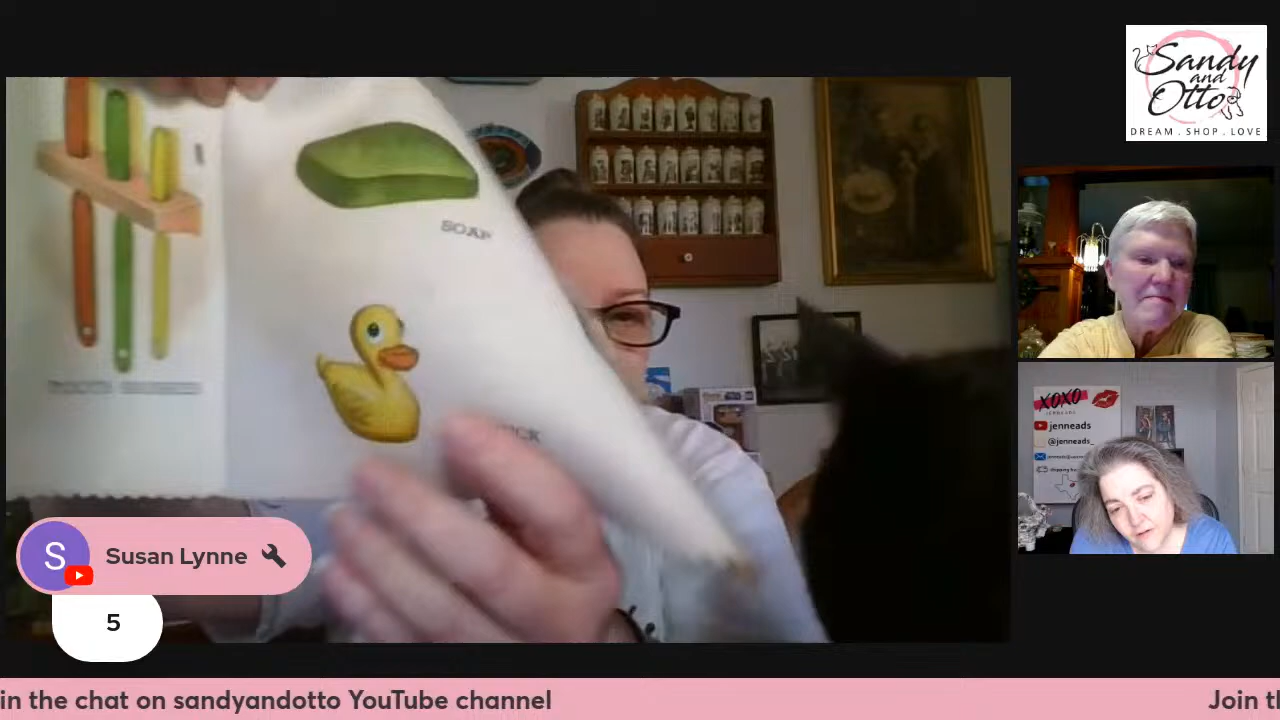 Sandy
and
Otto
DREAM . SHOP . LOVE
SOAP
XOXO
JENNEADS
jenneads
@jenneads_
Susan Lynne
5
in the chat on sandyandotto YouTube channel
Join th